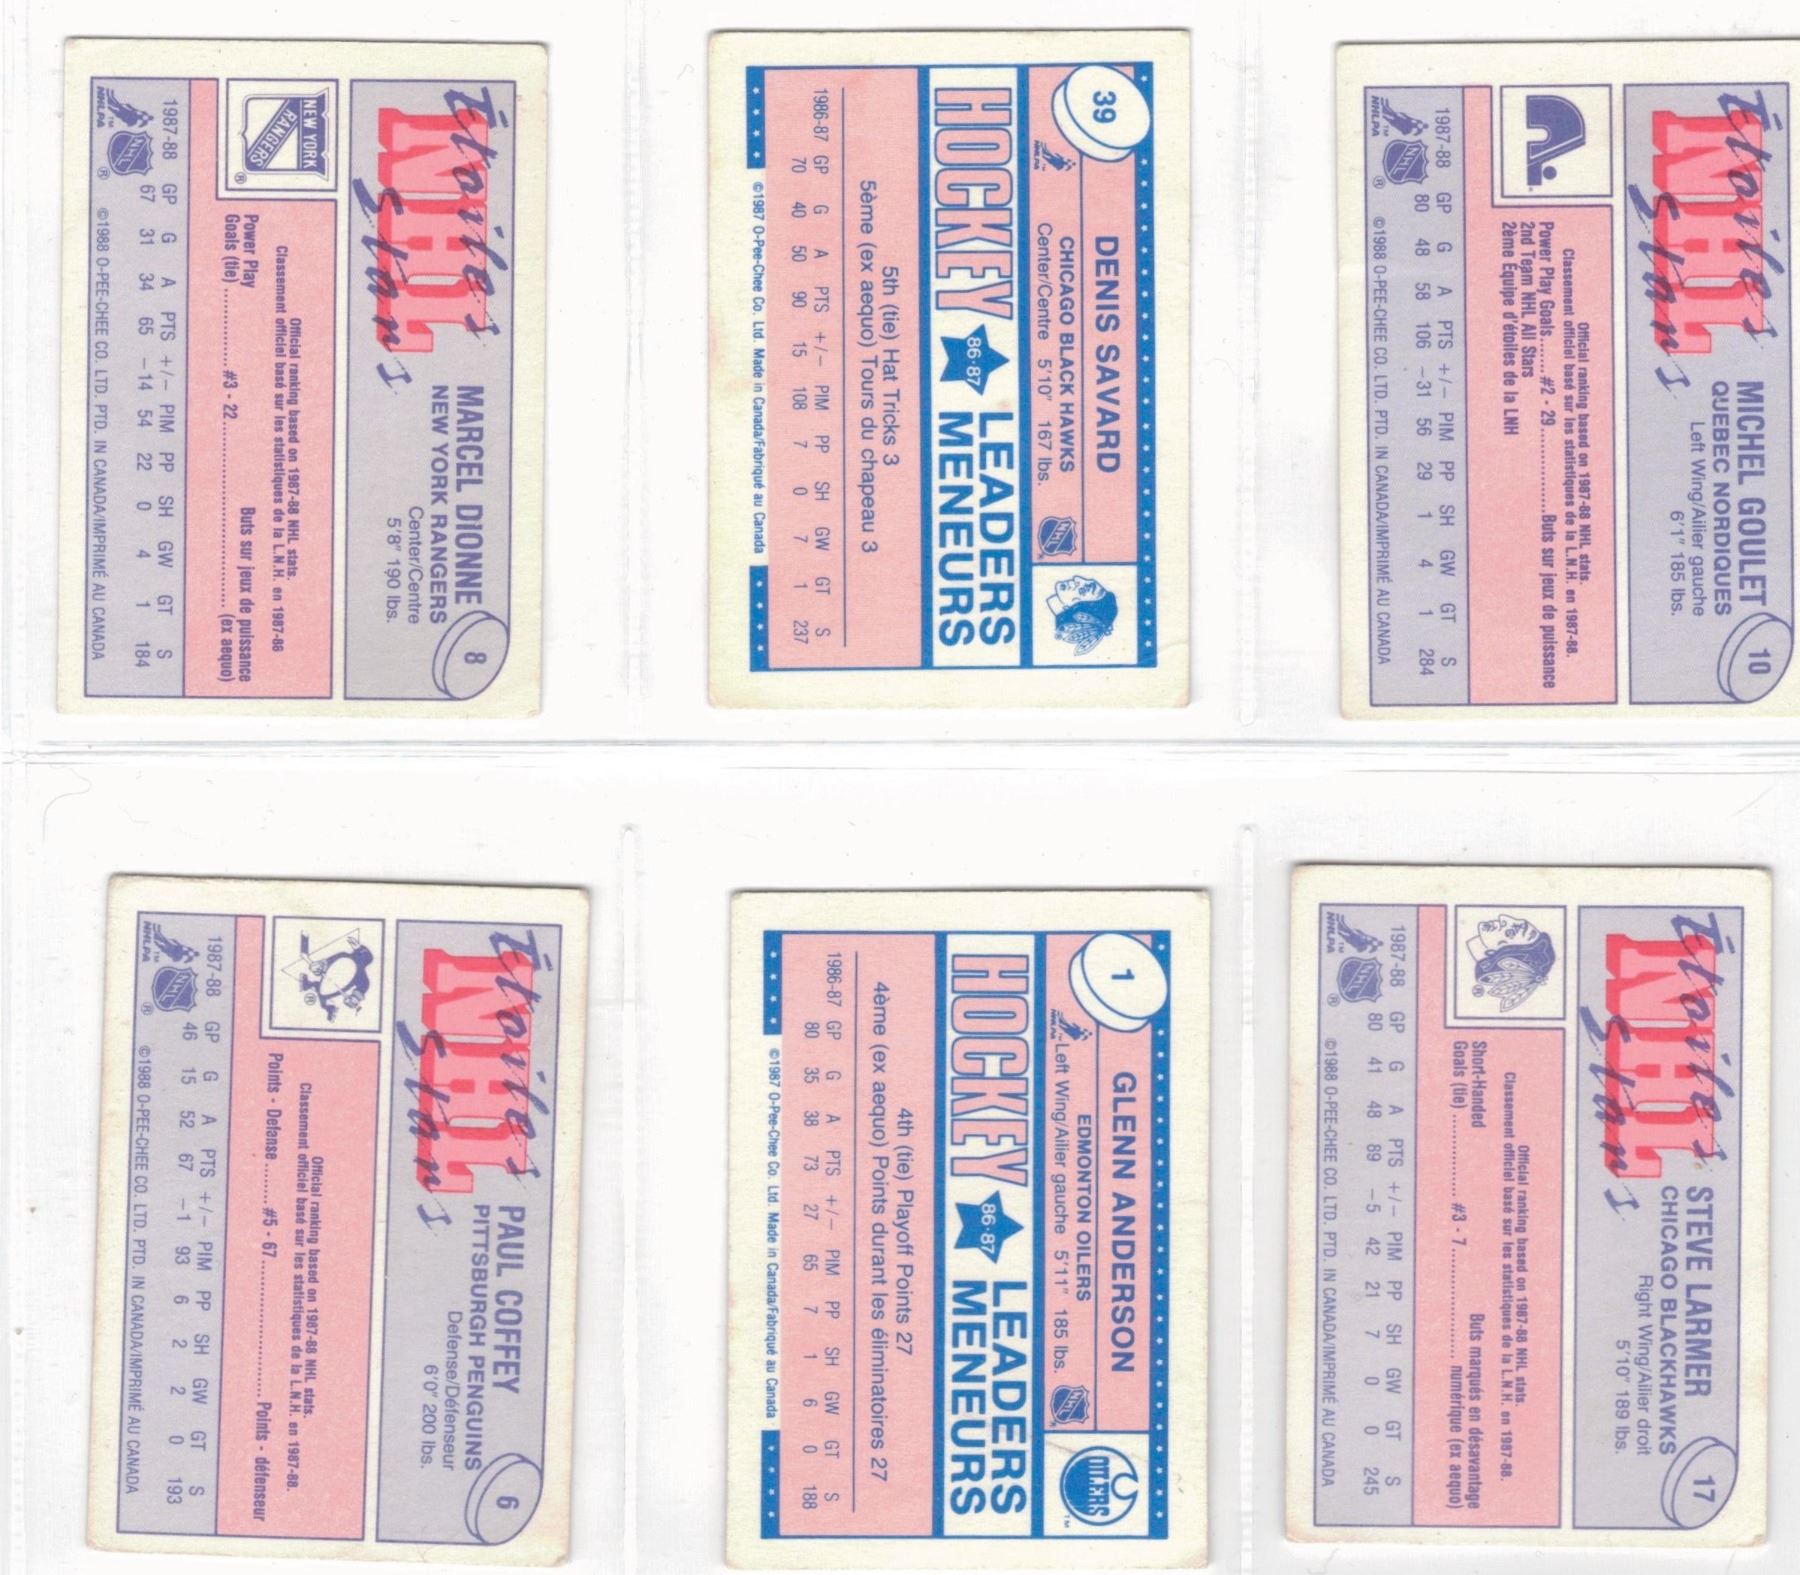 Étoiles
NHL
Stars
MARCEL DIONNE
NEW YORK RANGERS
Center/Centre
5'8" 190 lbs.
8
NEW YORK
RANGERS
®
Official ranking based on 1987-88 NHL stats.
Classement officiel basé sur les statistiques de la L.N.H. en 1987-88
Power Play Buts sur jeux de puissance
Goals (tie) .......... #3 - 22 .......... (ex aequo)
1987-88 GP G A PTS +/- PIM PP SH GW GT S
67 31 34 65 -14 54 22 0 4 1 184
NHLPA TM NHL ®
©1988 O-PEE-CHEE CO. LTD. PTD. IN CANADA/IMPRIMÉ AU CANADA
39
DENIS SAVARD
CHICAGO BLACK HAWKS
Center/Centre 5'10" 167 lbs.
NHLPA NHL
HOCKEY 86·87 LEADERS
MENEURS
5th (tie) Hat Tricks 3
5ème (ex aequo) Tours du chapeau 3
1986-87 GP G A PTS +/- PIM PP SH GW GT S
70 40 50 90 15 108 7 0 7 1 237
©1987 O-Pee-Chee Co. Ltd. Made in Canada/Fabriqué au Canada
Étoiles
NHL
Stars
MICHEL GOULET
QUEBEC NORDIQUES
Left Wing/Ailier gauche
6'1" 185 lbs.
10
Official ranking based on 1987-88 NHL stats.
Classement officiel basé sur les statistiques de la L.N.H. en 1987-88.
Power Play Goals ....... #2 - 29 .......... Buts sur jeux de puissance
2nd Team NHL All Stars
2ème Équipe d'étoiles de la LNH
1987-88 GP G A PTS +/- PIM PP SH GW GT S
80 48 58 106 -31 56 29 1 4 1 284
NHLPA TM NHL ®
©1988 O-PEE-CHEE CO. LTD. PTD. IN CANADA/IMPRIMÉ AU CANADA
Étoiles
NHL
Stars
PAUL COFFEY
PITTSBURGH PENGUINS
Defense/Défenseur
6'0" 200 lbs.
6
®
Official ranking based on 1987-88 NHL stats.
Classement officiel basé sur les statistiques de la L.N.H. en 1987-88.
Points - Defense ....... #5 - 67 .................. Points - défenseur
1987-88 GP G A PTS +/- PIM PP SH GW GT S
46 15 52 67 -1 93 6 2 2 0 193
NHLPA TM NHL ®
©1988 O-PEE-CHEE CO. LTD. PTD. IN CANADA/IMPRIMÉ AU CANADA
1
GLENN ANDERSON
EDMONTON OILERS
Left Wing/Ailier gauche 5'11" 185 lbs.
NHLPA NHL
OILERS TM
HOCKEY 86·87 LEADERS
MENEURS
4th (tie) Playoff Points 27
4ème (ex aequo) Points durant les éliminatoires 27
1986-87 GP G A PTS +/- PIM PP SH GW GT S
80 35 38 73 27 65 7 1 6 0 188
©1987 O-Pee-Chee Co. Ltd. Made in Canada/Fabriqué au Canada
Étoiles
NHL
Stars
STEVE LARMER
CHICAGO BLACKHAWKS
Right Wing/Ailier droit
5'10" 189 lbs.
17
®
Official ranking based on 1987-88 NHL stats.
Classement officiel basé sur les statistiques de la L.N.H. en 1987-88.
Short-Handed Buts marqués en désavantage
Goals (tie) ............ #3 - 7 ............ numérique (ex aequo)
1987-88 GP G A PTS +/- PIM PP SH GW GT S
80 41 48 89 -5 42 21 7 0 0 245
NHLPA TM NHL ®
©1988 O-PEE-CHEE CO. LTD. PTD. IN CANADA/IMPRIMÉ AU CANADA